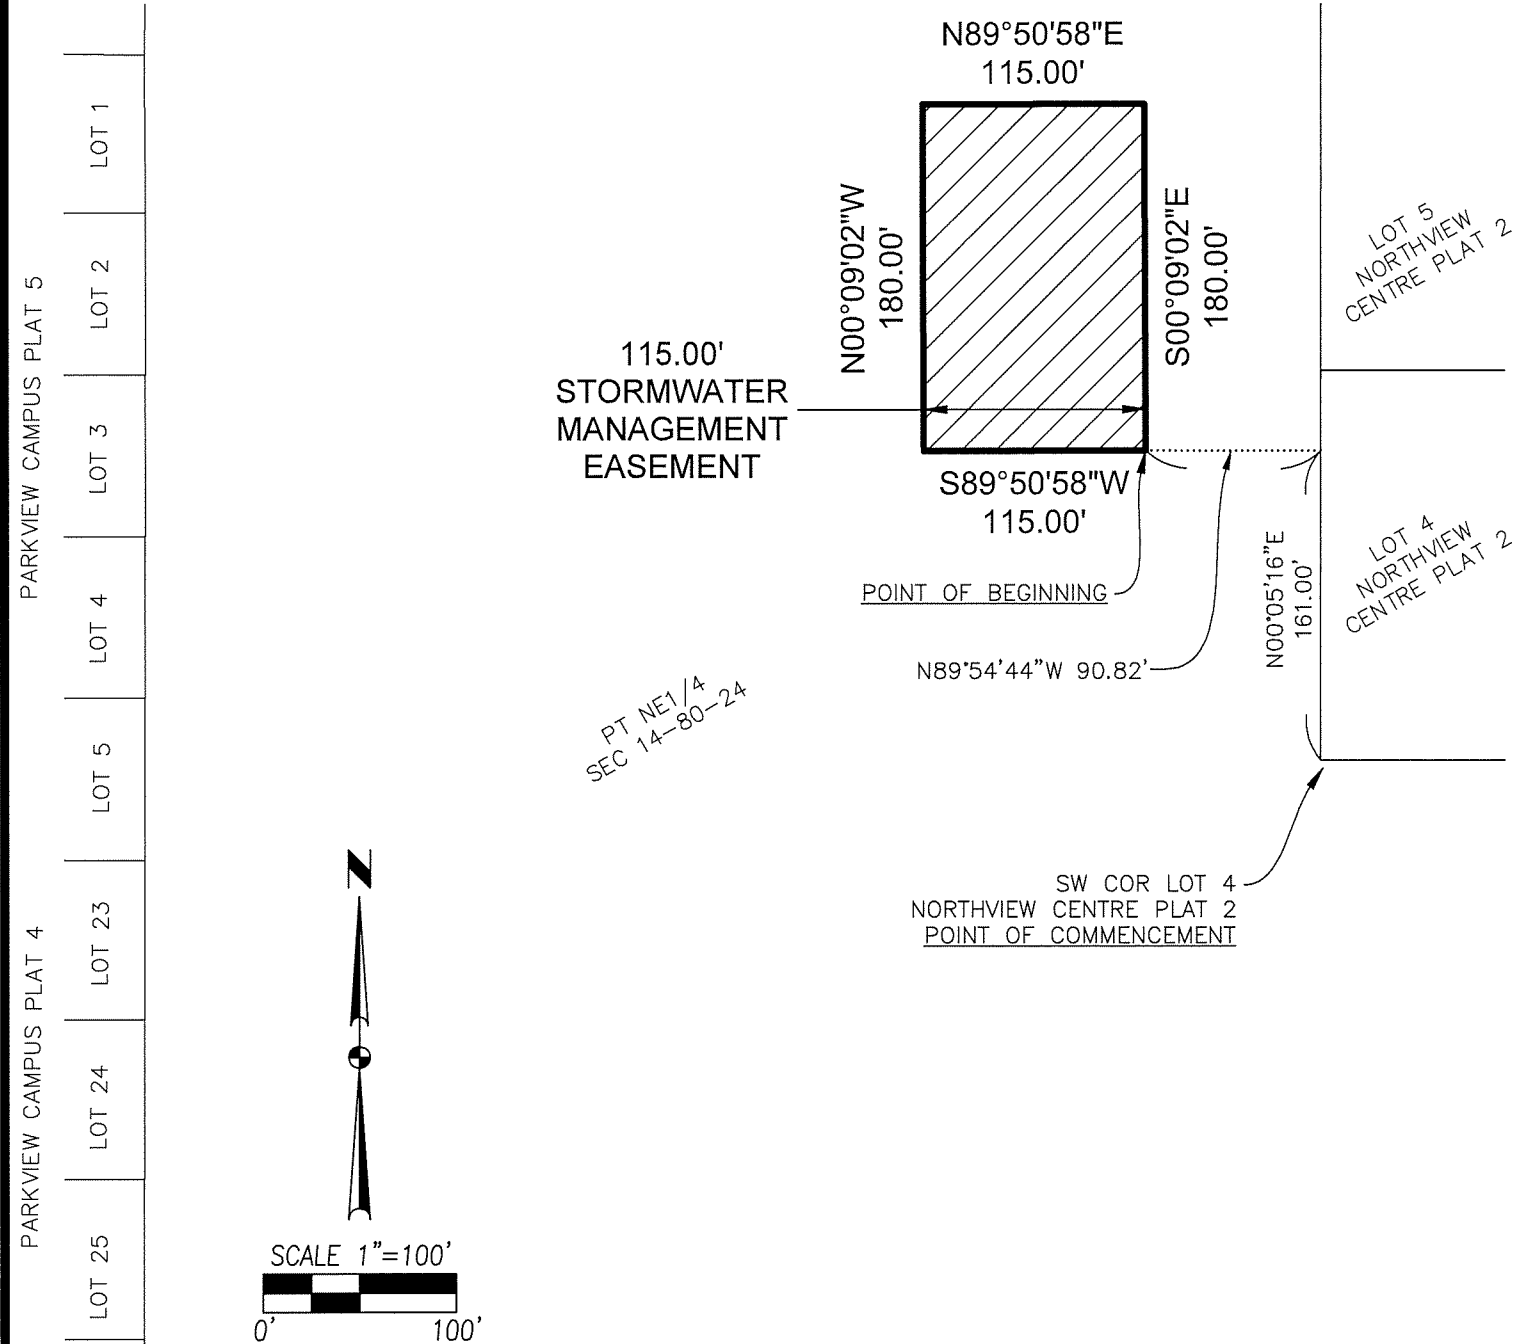 N89°50'58"E
115.00'
N00°09'02"W
180.00'
S00°09'02"E
180.00'
115.00'
STORMWATER
MANAGEMENT
EASEMENT
S89°50'58"W
115.00'
POINT OF BEGINNING
N89°54'44"W 90.82'
N00°05'16"E
161.00'
LOT 5
NORTHVIEW
CENTRE PLAT 2
LOT 4
NORTHVIEW
CENTRE PLAT 2
PT NE1/4
SEC 14-80-24
SW COR LOT 4
NORTHVIEW CENTRE PLAT 2
POINT OF COMMENCEMENT
PARKVIEW CAMPUS PLAT 5
LOT 1
LOT 2
LOT 3
LOT 4
LOT 5
PARKVIEW CAMPUS PLAT 4
LOT 23
LOT 24
LOT 25
N
SCALE 1"=100'
0' 100'